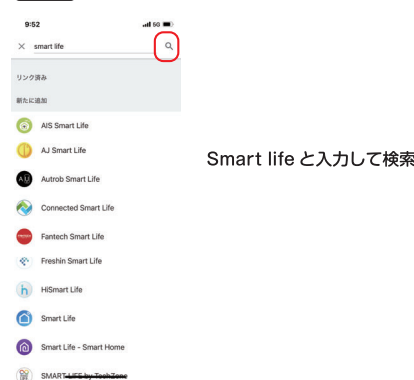 9:52
5G
smart life
リンク済み
新たに追加
AIS Smart Life
AJ Smart Life
Autrob Smart Life
Connected Smart Life
Fantech Smart Life
Freshin Smart Life
HiSmart Life
Smart Life
Smart Life - Smart Home
SMART LIFE by TechZone
Smart life と入力して検索